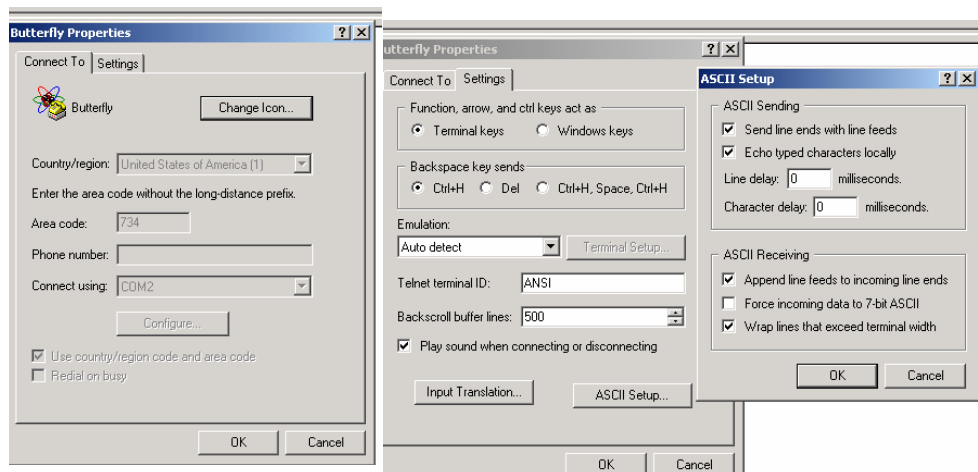 Butterfly Properties
Connect To Settings
Butterfly Change Icon...
Country/region: United States of America (1)
Enter the area code without the long-distance prefix.
Area code: 734
Phone number:
Connect using: COM2
Configure...
Use country/region code and area code
Redial on busy
OK Cancel
utterfly Properties
Connect To Settings
Function, arrow, and ctrl keys act as
Terminal keys Windows keys
Backspace key sends
Ctrl+H Del Ctrl+H, Space, Ctrl+H
Emulation:
Auto detect Terminal Setup...
Telnet terminal ID: ANSI
Backscroll buffer lines: 500
Play sound when connecting or disconnecting
Input Translation... ASCII Setup...
OK Cancel
ASCII Setup
ASCII Sending
Send line ends with line feeds
Echo typed characters locally
Line delay: 0 milliseconds.
Character delay: 0 milliseconds.
ASCII Receiving
Append line feeds to incoming line ends
Force incoming data to 7-bit ASCII
Wrap lines that exceed terminal width
OK Cancel